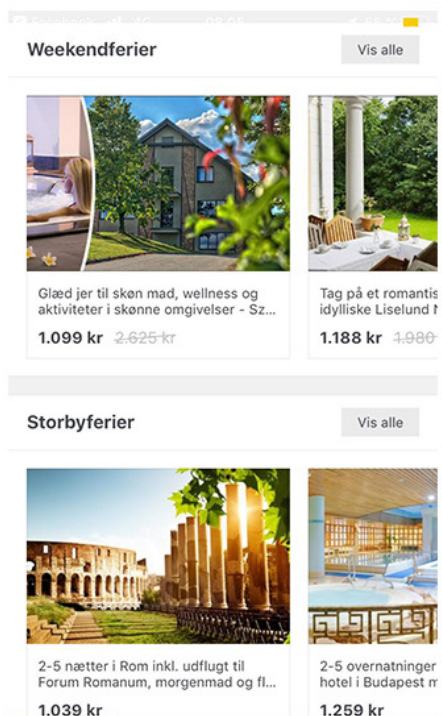 Weekendferier
Vis alle
Glæd jer til skøn mad, wellness og
aktiviteter i skønne omgivelser - Sz...
1.099 kr 2.625 kr
Tag på et romantis
idylliske Liselund N
1.188 kr 1.980
Storbyferier
Vis alle
2-5 nætter i Rom inkl. udflugt til
Forum Romanum, morgenmad og fl...
1.039 kr
2-5 overnatninger
hotel i Budapest m
1.259 kr